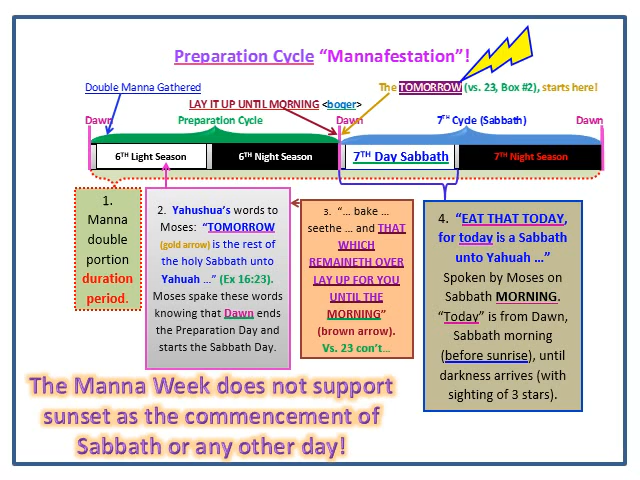 Preparation Cycle “Mannafestation”!
Double Manna Gathered
The TOMORROW (vs. 23, Box #2), starts here!
LAY IT UP UNTIL MORNING <boger>
Dawn
Preparation Cycle
Dawn
7TH Cycle (Sabbath)
Dawn
6TH Light Season
6TH Night Season
7TH Day Sabbath
7TH Night Season
1.
Manna
double
portion
duration
period.
2. Yahushua’s words to
Moses: “TOMORROW
(gold arrow) is the rest of
the holy Sabbath unto
Yahuah …” (Ex 16:23).
Moses spake these words
knowing that Dawn ends
the Preparation Day and
starts the Sabbath Day.
3. “… bake …
seethe … and THAT
WHICH
REMAINETH OVER
LAY UP FOR YOU
UNTIL THE
MORNING”
(brown arrow).
Vs. 23 con’t…
4. “EAT THAT TODAY,
for today is a Sabbath
unto Yahuah …”
Spoken by Moses on
Sabbath MORNING.
“Today” is from Dawn,
Sabbath morning
(before sunrise), until
darkness arrives (with
sighting of 3 stars).
The Manna Week does not support
sunset as the commencement of
Sabbath or any other day!